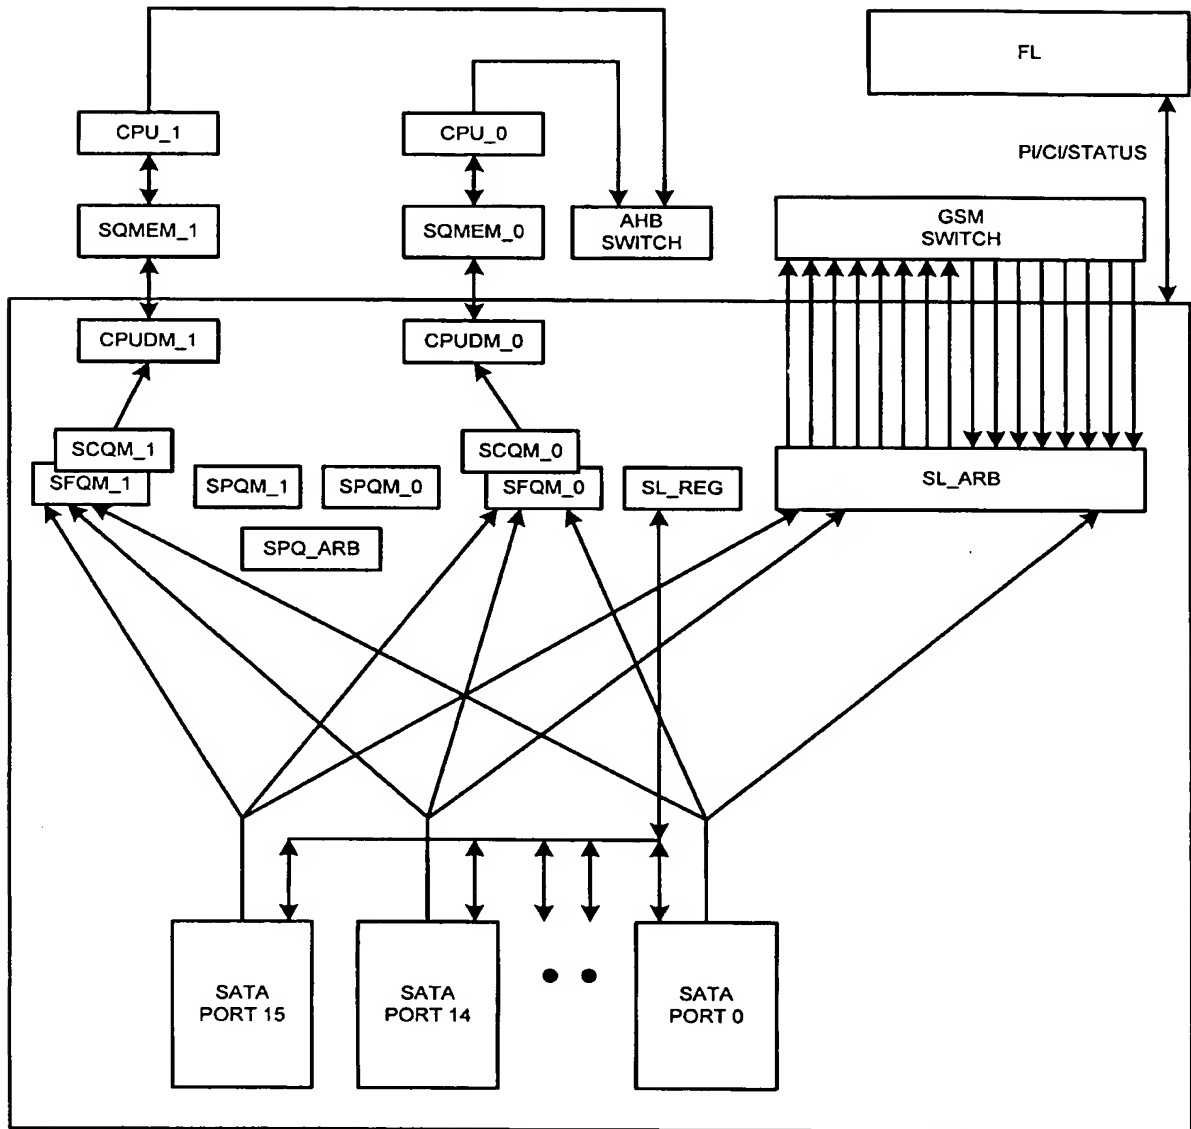 FL
CPU_1
CPU_0
PI/CI/STATUS
SQMEM_1
SQMEM_0
AHB
SWITCH
GSM
SWITCH
CPUDM_1
CPUDM_0
SCQM_1
SCQM_0
SFQM_1
SPQM_1
SPQM_0
SFQM_0
SL_REG
SL_ARB
SPQ_ARB
SATA
PORT 15
SATA
PORT 14
SATA
PORT 0